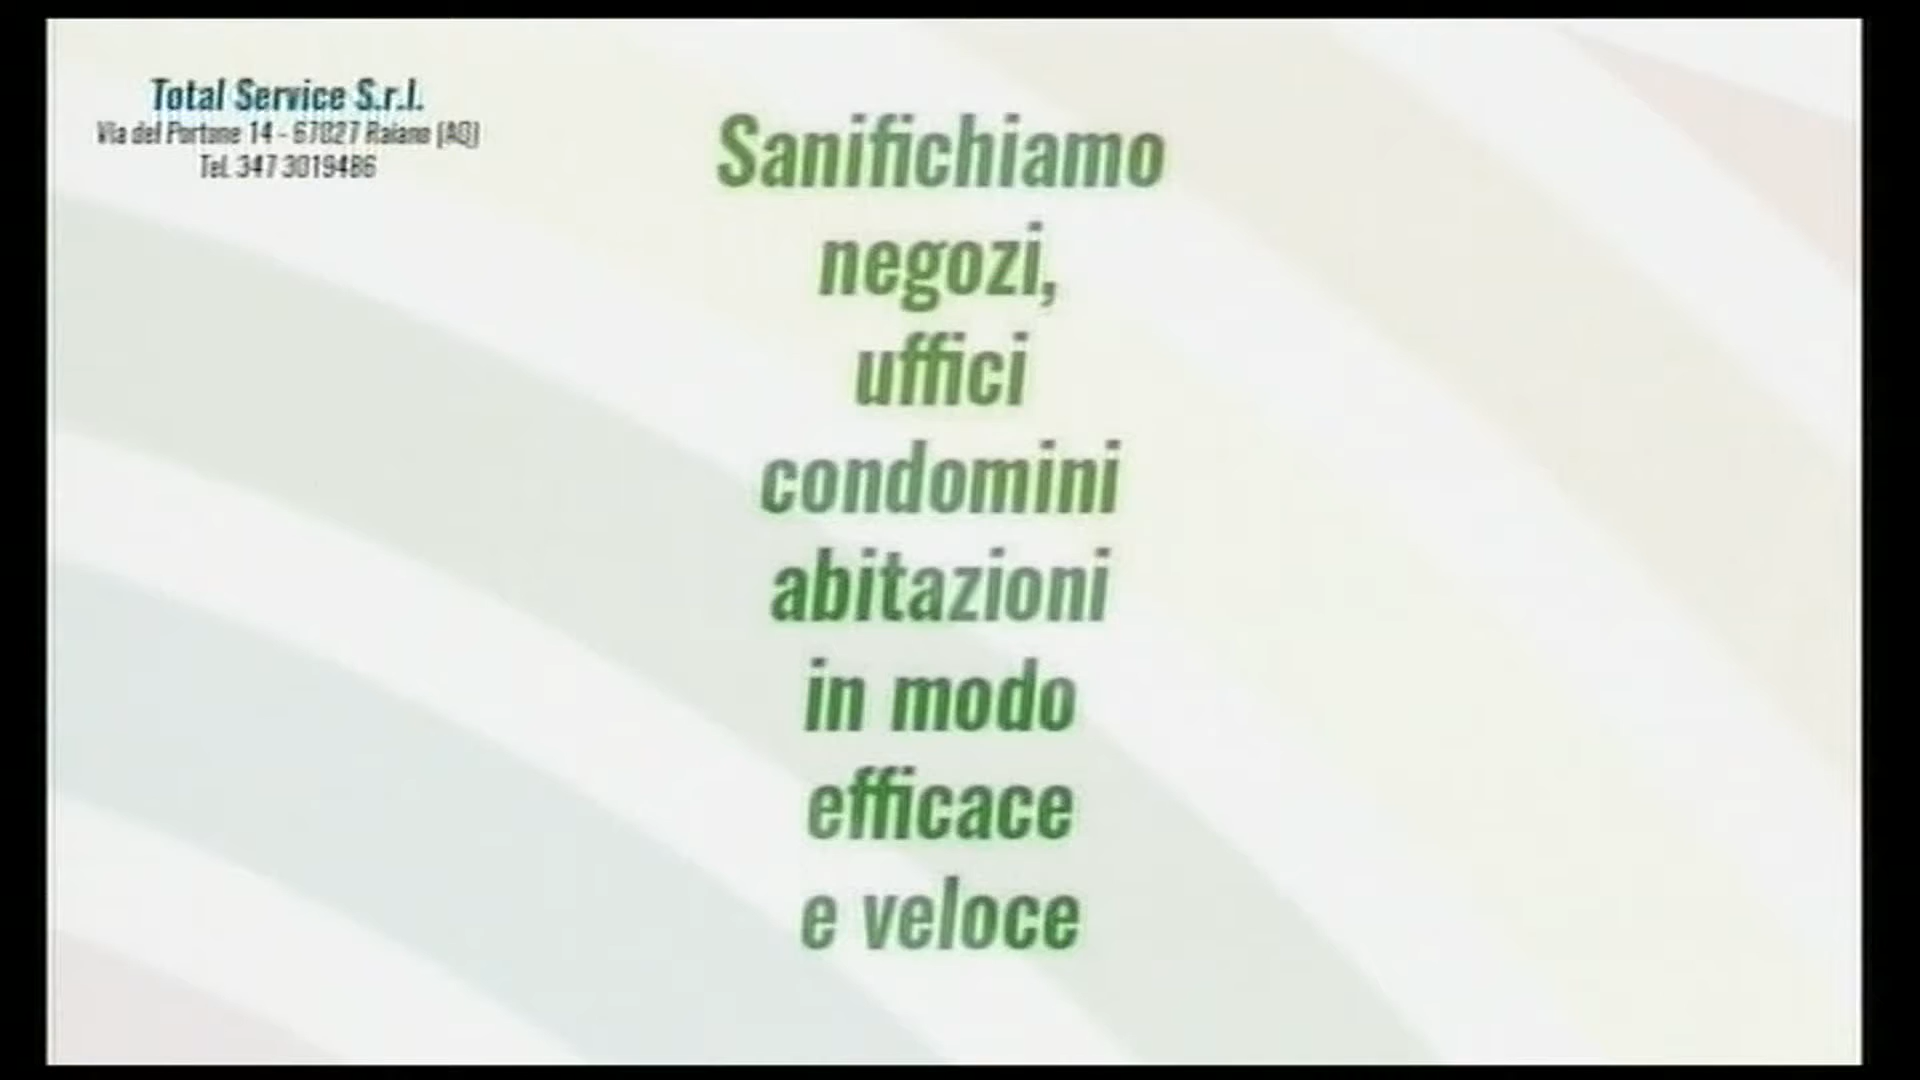 Total Service S.r.l.
Via del Portone 14 - 67027 Raiano (AQ)
Tel. 347 3019486
Sanifichiamo
negozi,
uffici
condomini
abitazioni
in modo
efficace
e veloce